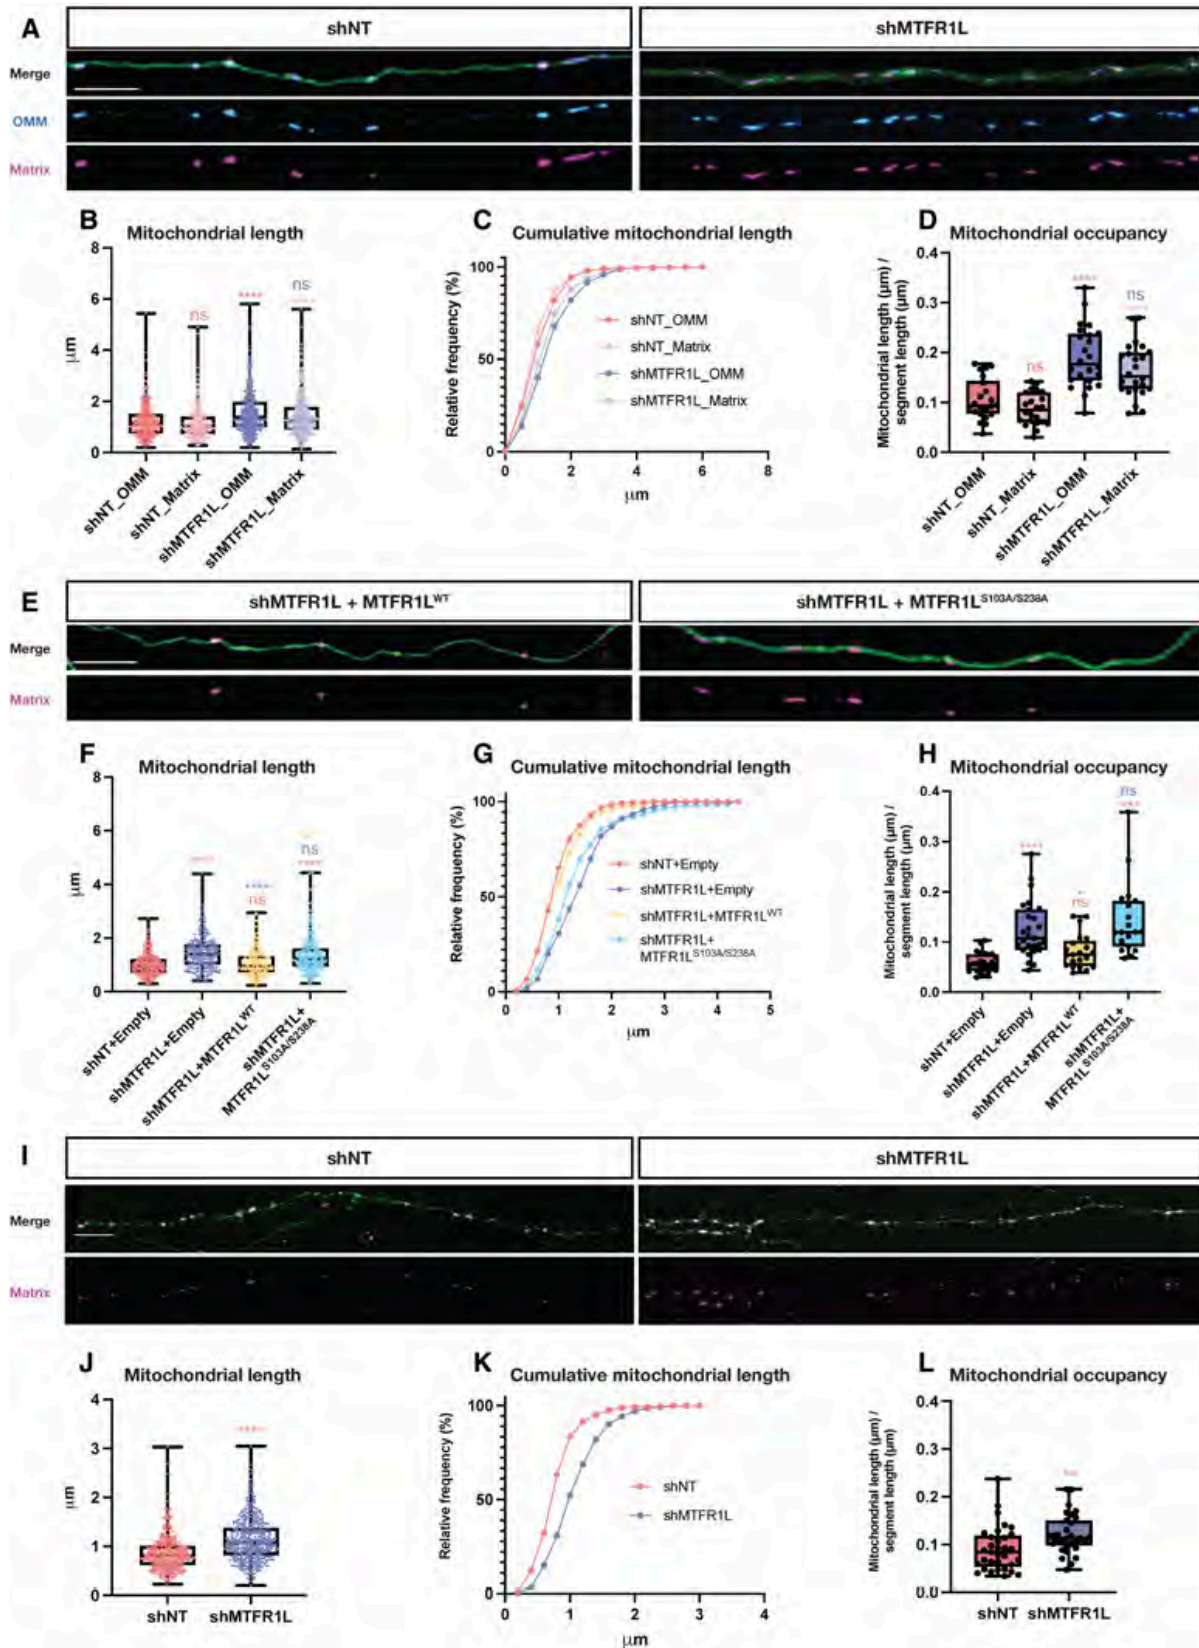 A
shNT
shMTFR1L
Merge
OMM
Matrix
B
Mitochondrial length
C
Cumulative mitochondrial length
D
Mitochondrial occupancy
μm
8
6
4
2
0
ns
****
ns
****
shNT_OMM
shNT_Matrix
shMTFR1L_OMM
shMTFR1L_Matrix
Relative frequency (%)
100
50
0
0
2
4
6
8
μm
shNT_OMM
shNT_Matrix
shMTFR1L_OMM
shMTFR1L_Matrix
Mitochondrial length (μm) /
segment length (μm)
0.4
0.3
0.2
0.1
0.0
ns
****
ns
****
shNT_OMM
shNT_Matrix
shMTFR1L_OMM
shMTFR1L_Matrix
E
shMTFR1L + MTFR1L^WT
shMTFR1L + MTFR1L^S103A/S238A
Merge
Matrix
F
Mitochondrial length
G
Cumulative mitochondrial length
H
Mitochondrial occupancy
μm
8
6
4
2
0
****
****
ns
ns
****
shNT+Empty
shMTFR1L+Empty
shMTFR1L+MTFR1L^WT
shMTFR1L+
MTFR1L^S103A/S238A
Relative frequency (%)
100
50
0
0
1
2
3
4
5
μm
shNT+Empty
shMTFR1L+Empty
shMTFR1L+MTFR1L^WT
shMTFR1L+
MTFR1L^S103A/S238A
Mitochondrial length (μm) /
segment length (μm)
0.4
0.3
0.2
0.1
0.0
****
*
ns
ns
****
shNT+Empty
shMTFR1L+Empty
shMTFR1L+MTFR1L^WT
shMTFR1L+
MTFR1L^S103A/S238A
I
shNT
shMTFR1L
Merge
Matrix
J
Mitochondrial length
K
Cumulative mitochondrial length
L
Mitochondrial occupancy
μm
4
3
2
1
0
****
shNT
shMTFR1L
Relative frequency (%)
100
50
0
0
1
2
3
4
μm
shNT
shMTFR1L
Mitochondrial length (μm) /
segment length (μm)
0.4
0.3
0.2
0.1
0.0
shNT
shMTFR1L